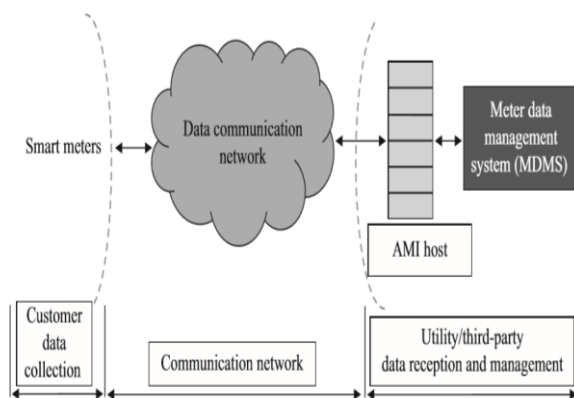 Smart meters
Data communication
network
Meter data
management
system (MDMS)
AMI host
Customer
data
collection
Communication network
Utility/third-party
data reception and management